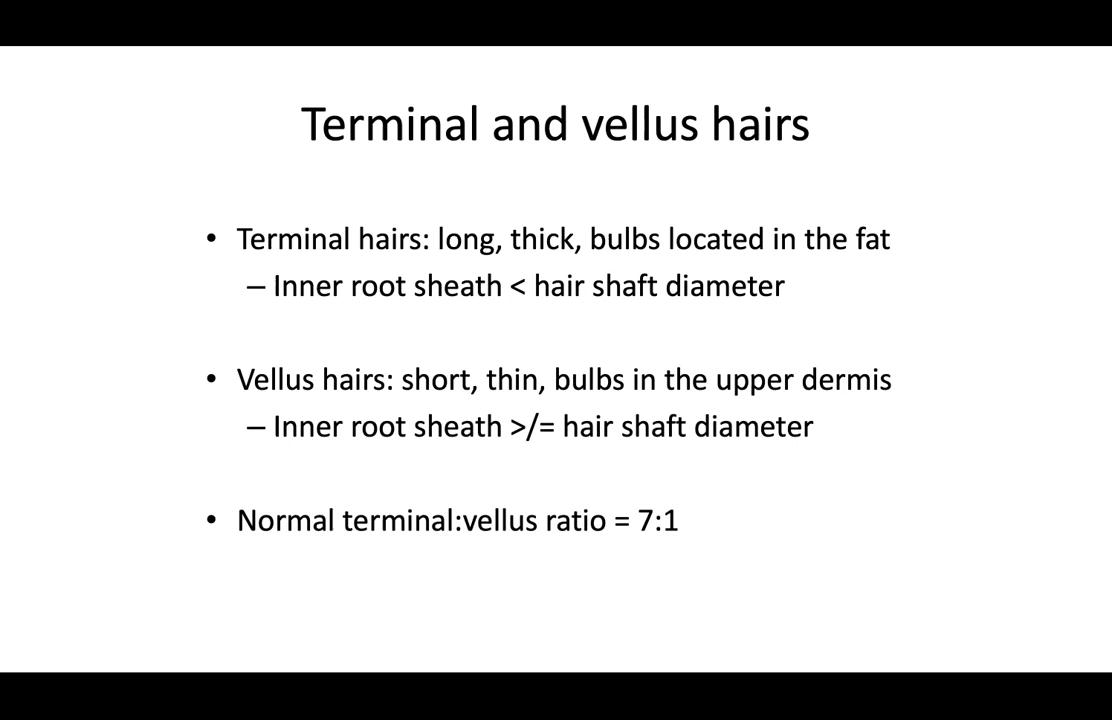 Terminal and vellus hairs
• Terminal hairs: long, thick, bulbs located in the fat
– Inner root sheath < hair shaft diameter
• Vellus hairs: short, thin, bulbs in the upper dermis
– Inner root sheath >/= hair shaft diameter
• Normal terminal:vellus ratio = 7:1